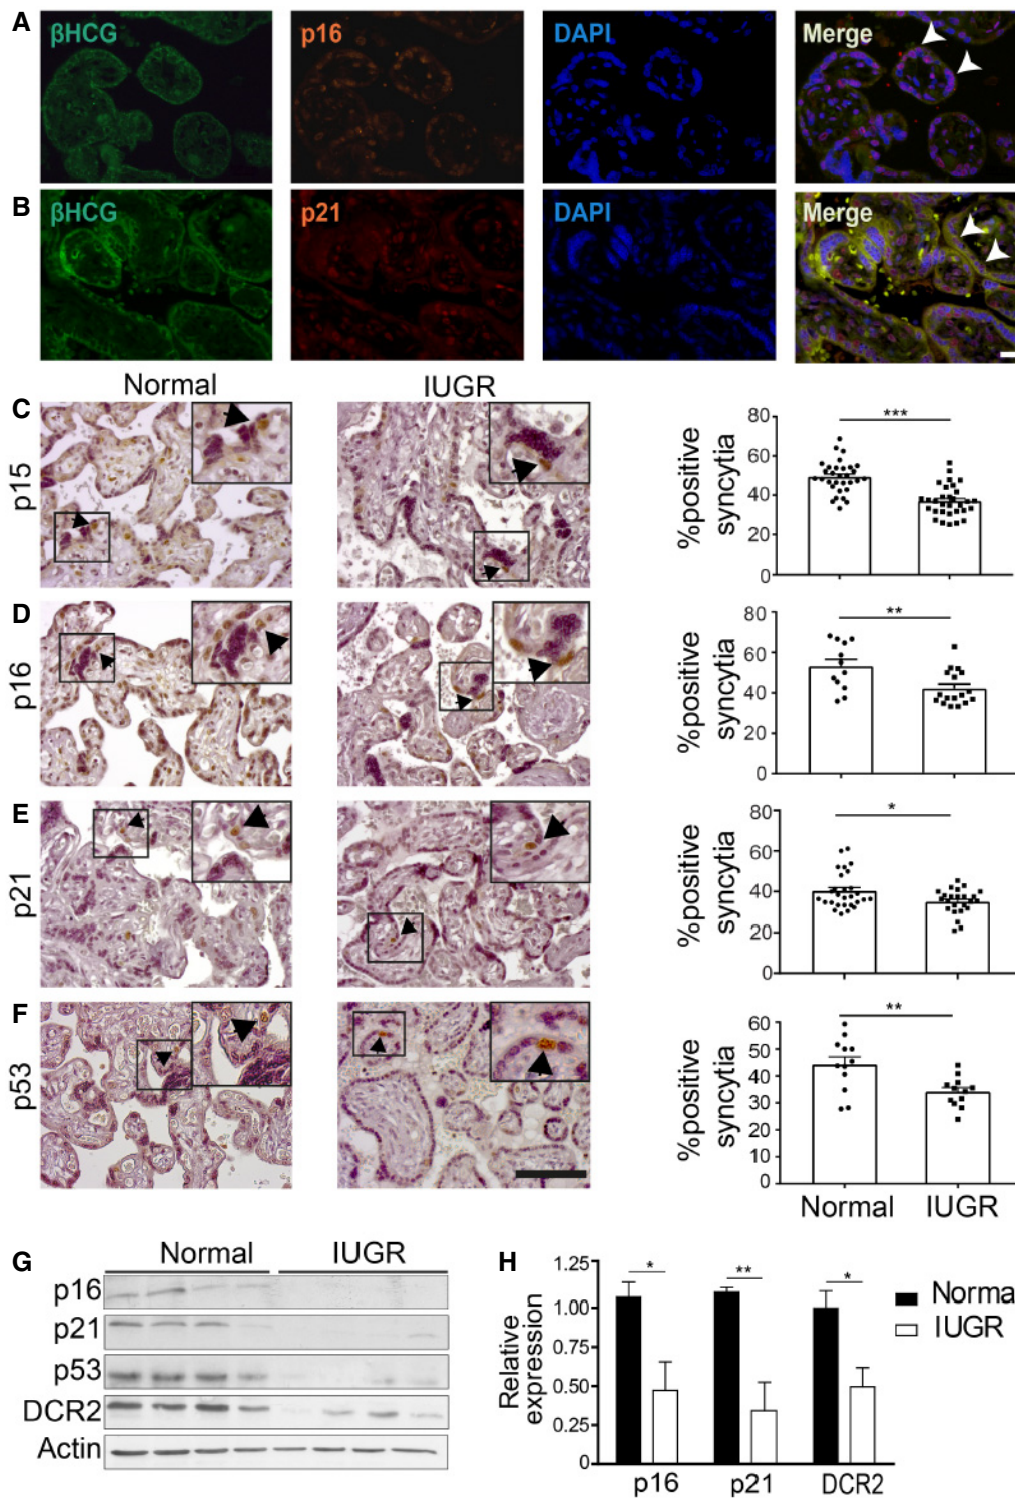 A βHCG p16 DAPI Merge
B βHCG p21 DAPI Merge
Normal IUGR
C p15
%positive syncytia
80
60
40
20
0
***
D p16
%positive syncytia
80
60
40
20
0
**
E p21
%positive syncytia
80
60
40
20
0
*
F p53
%positive syncytia
60
50
40
30
20
10
0
**
Normal IUGR
G Normal IUGR
p16
p21
p53
DCR2
Actin
H
Relative expression
1.25
1.00
0.75
0.50
0.25
0
* ** *
p16 p21 DCR2
Norma
IUGR